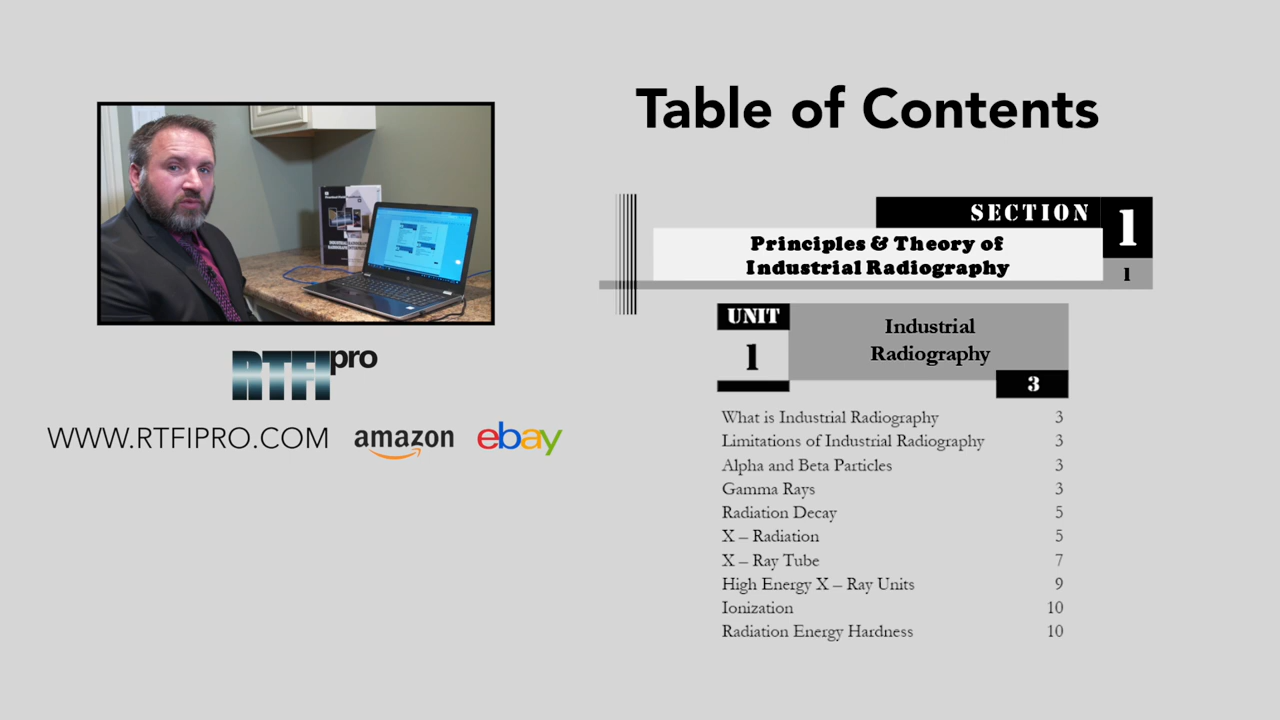 Table of Contents
SECTION
1
Principles & Theory of
Industrial Radiography
1
UNIT
1
Industrial
Radiography
3
What is Industrial Radiography 3
Limitations of Industrial Radiography 3
Alpha and Beta Particles 3
Gamma Rays 3
Radiation Decay 5
X – Radiation 5
X – Ray Tube 7
High Energy X – Ray Units 9
Ionization 10
Radiation Energy Hardness 10
RTFIpro
WWW.RTFIPRO.COM amazon ebay